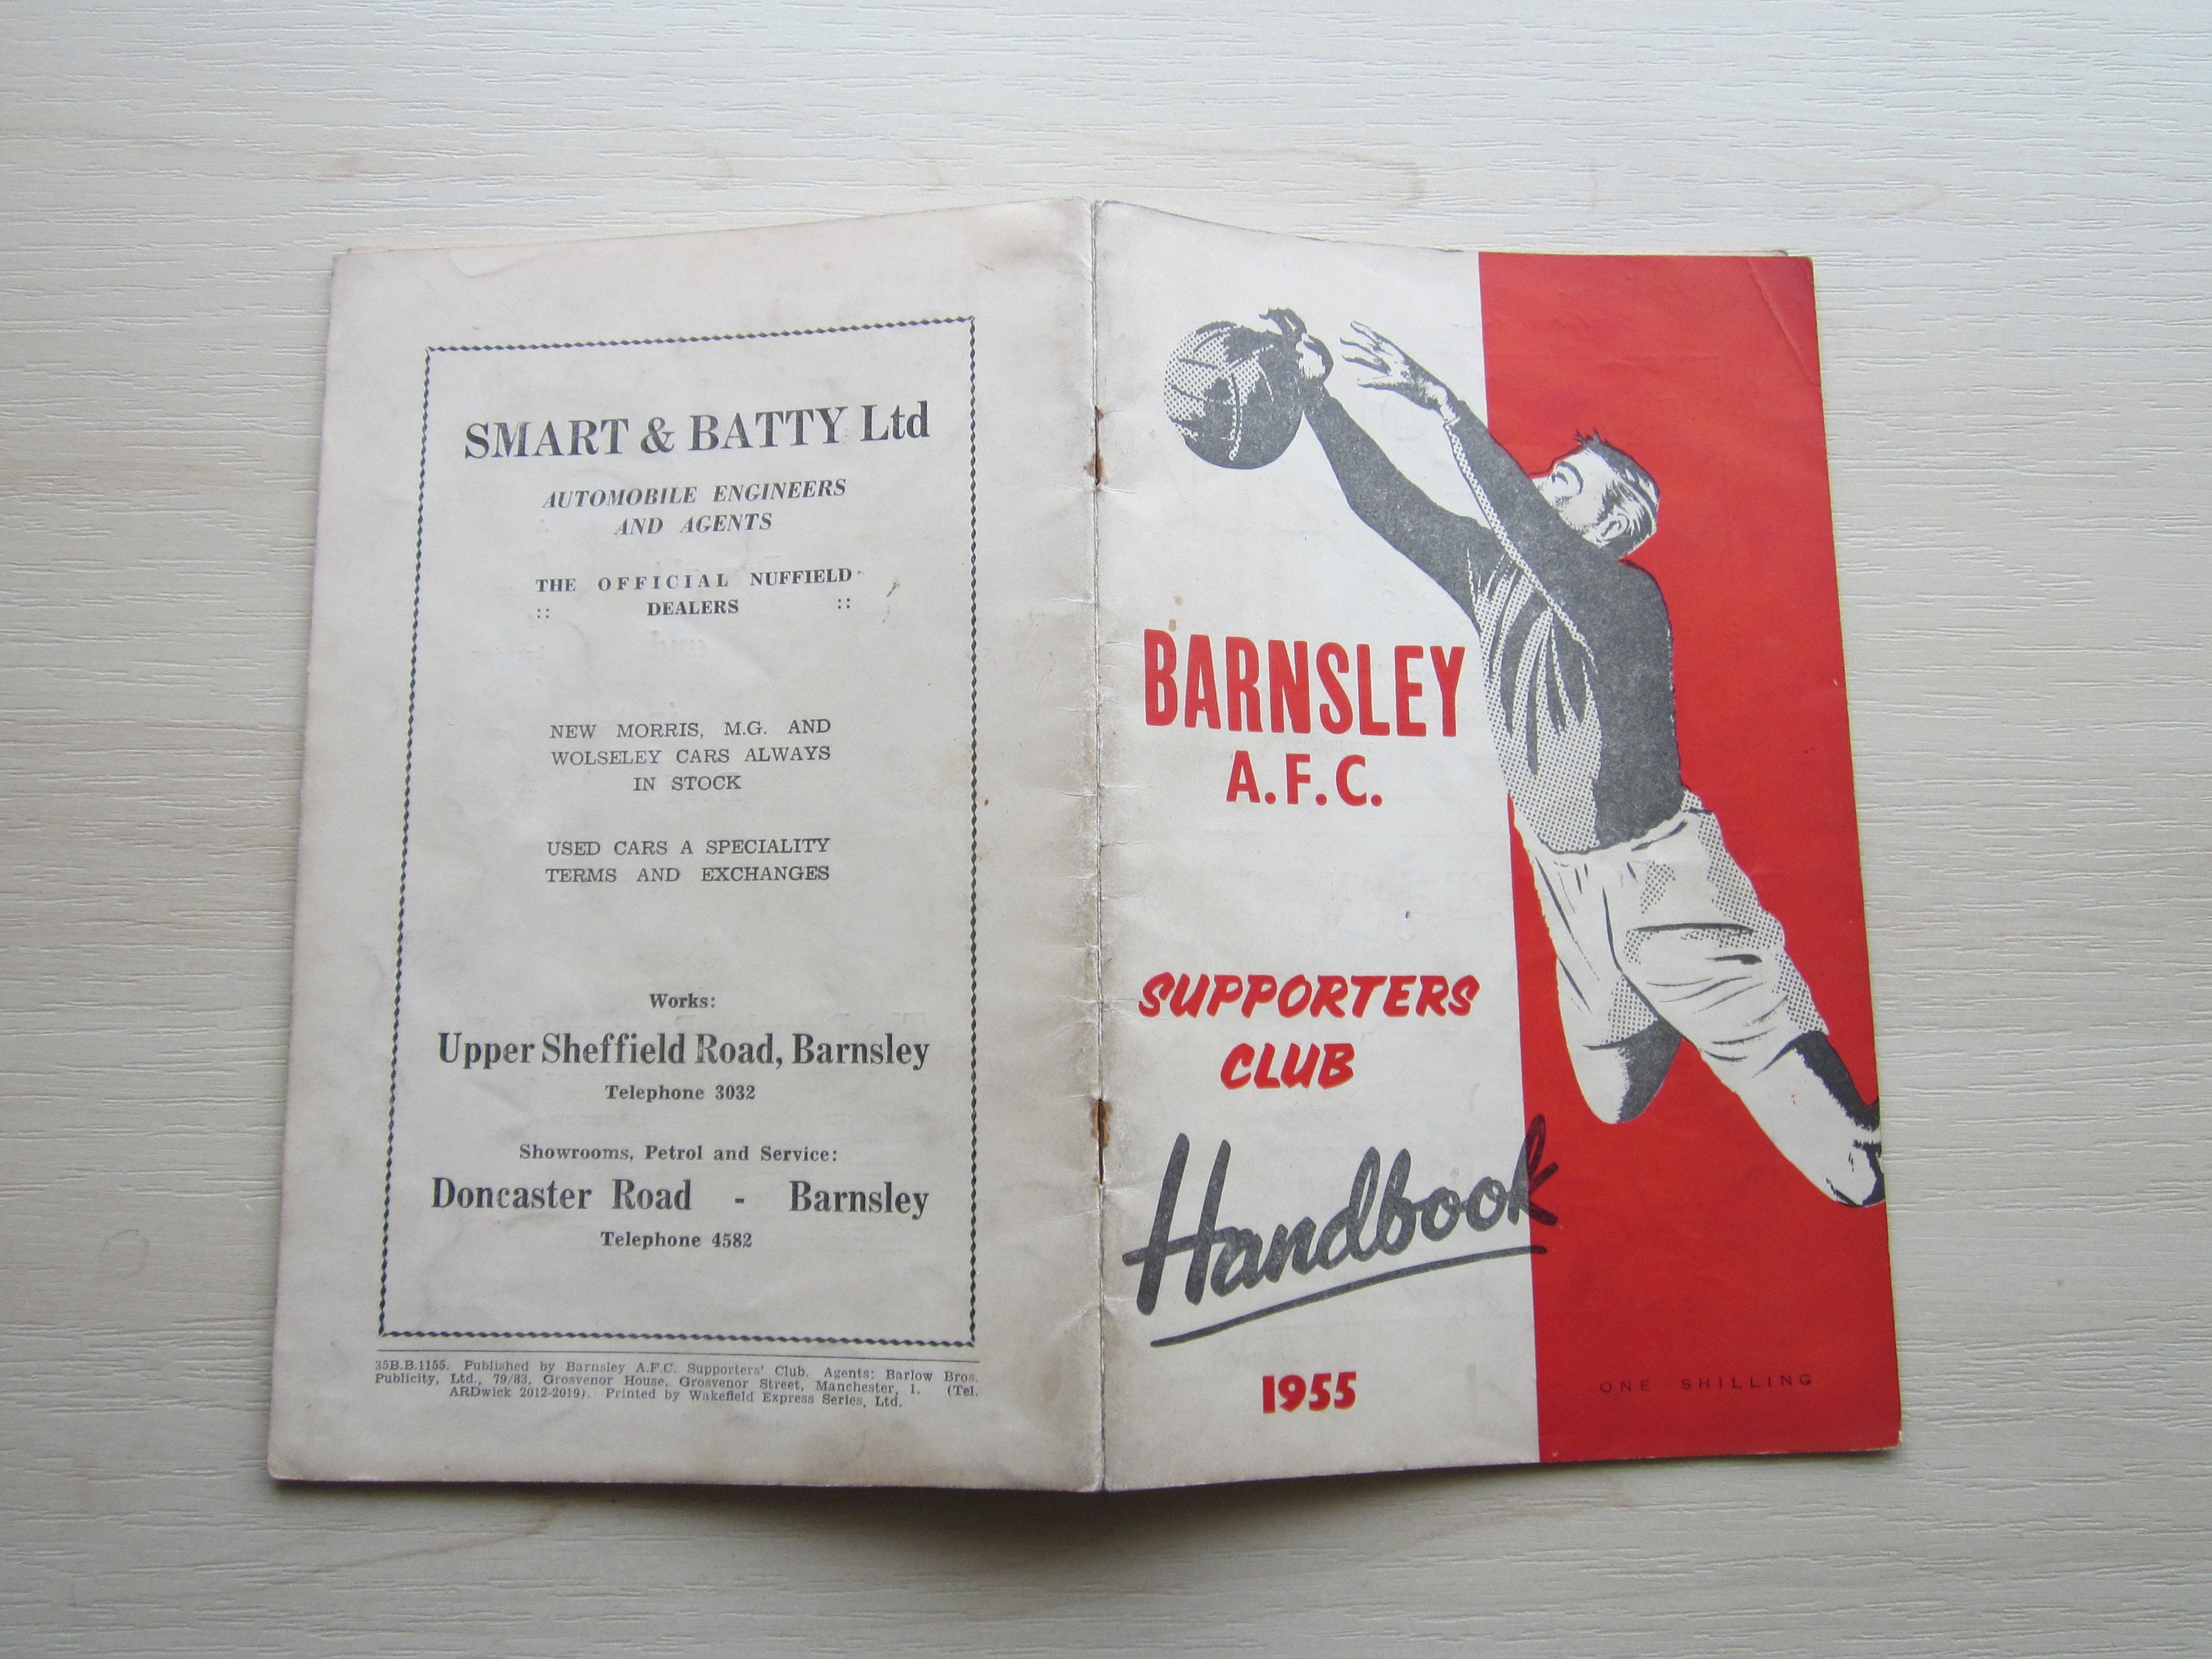 SMART & BATTY Ltd
AUTOMOBILE ENGINEERS
AND AGENTS
THE OFFICIAL NUFFIELD
:: DEALERS ::
NEW MORRIS, M.G. AND
WOLSELEY CARS ALWAYS
IN STOCK
USED CARS A SPECIALITY
TERMS AND EXCHANGES
Works:
Upper Sheffield Road, Barnsley
Telephone 3032
Showrooms, Petrol and Service:
Doncaster Road - Barnsley
Telephone 4582
35B.B.1155. Published by Barnsley A.F.C. Supporters' Club. Agents: Barlow Bros.
Publicity, Ltd., 79/83, Grosvenor House, Grosvenor Street, Manchester, 1. (Tel.
ARDwick 2012-2019). Printed by Wakefield Express Series, Ltd.
BARNSLEY
A.F.C.
SUPPORTERS
CLUB
Handbook
1955
ONE SHILLING